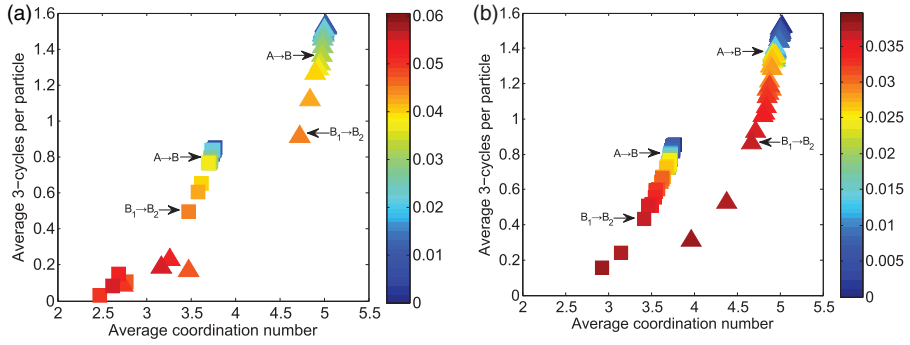 (a)
Average 3−cycles per particle
1.6
1.4
1.2
1
0.8
0.6
0.4
0.2
0
A→B
B₁→B₂
A→B
B₁→B₂
2 2.5 3 3.5 4 4.5 5 5.5
Average coordination number
0.06
0.05
0.04
0.03
0.02
0.01
0
(b)
Average 3−cycles per particle
1.6
1.4
1.2
1
0.8
0.6
0.4
0.2
0
A→B
B₁→B₂
A→B
B₁→B₂
2 2.5 3 3.5 4 4.5 5 5.5
Average coordination number
0.035
0.03
0.025
0.02
0.015
0.01
0.005
0